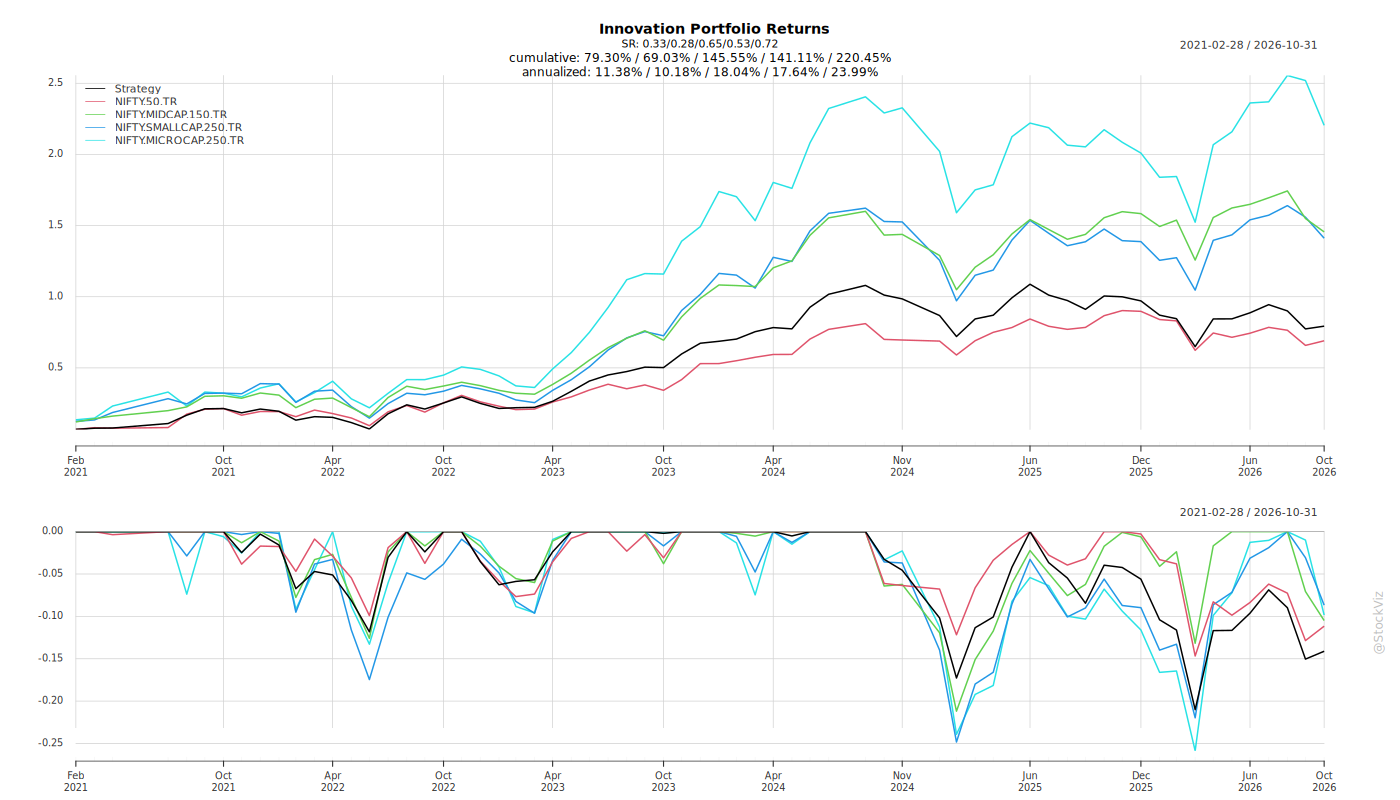 Innovation Portfolio Returns
SR: 0.33/0.28/0.65/0.53/0.72
cumulative: 79.30% / 69.03% / 145.55% / 141.11% / 220.45%
annualized: 11.38% / 10.18% / 18.04% / 17.64% / 23.99%
2021-02-28 / 2026-10-31
Strategy
NIFTY.50.TR
NIFTY.MIDCAP.150.TR
NIFTY.SMALLCAP.250.TR
NIFTY.MICROCAP.250.TR
2.5
2.0
1.5
1.0
0.5
Feb 2021
Oct 2021
Apr 2022
Oct 2022
Apr 2023
Oct 2023
Apr 2024
Nov 2024
Jun 2025
Dec 2025
Jun 2026
Oct 2026
2021-02-28 / 2026-10-31
0.00
-0.05
-0.10
-0.15
-0.20
-0.25
Feb 2021
Oct 2021
Apr 2022
Oct 2022
Apr 2023
Oct 2023
Apr 2024
Nov 2024
Jun 2025
Dec 2025
Jun 2026
Oct 2026
@StockViz